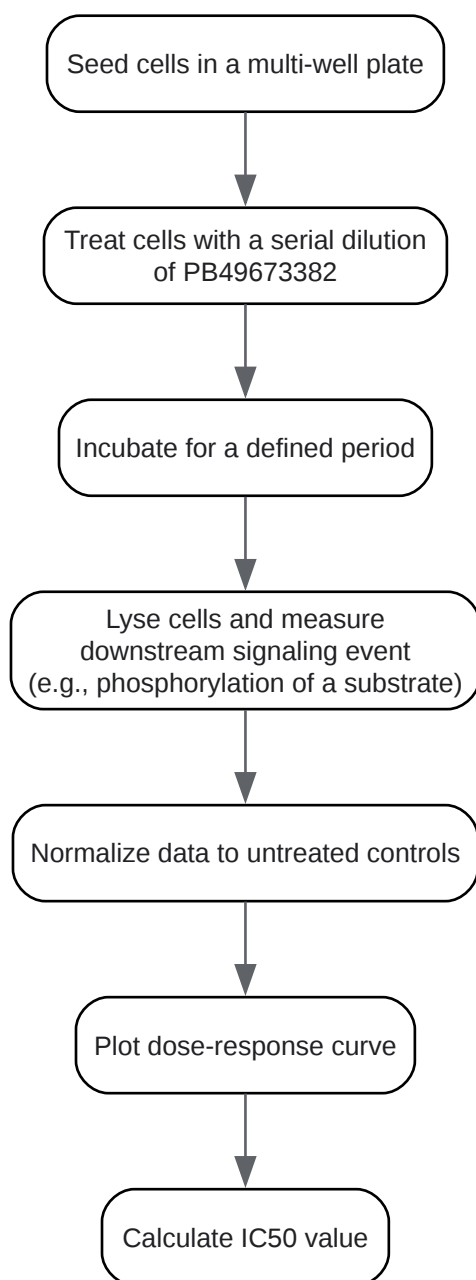 Seed cells in a multi-well plate
Treat cells with a serial dilution
of PB49673382
Incubate for a defined period
Lyse cells and measure
downstream signaling event
(e.g., phosphorylation of a substrate)
Normalize data to untreated controls
Plot dose-response curve
Calculate IC50 value